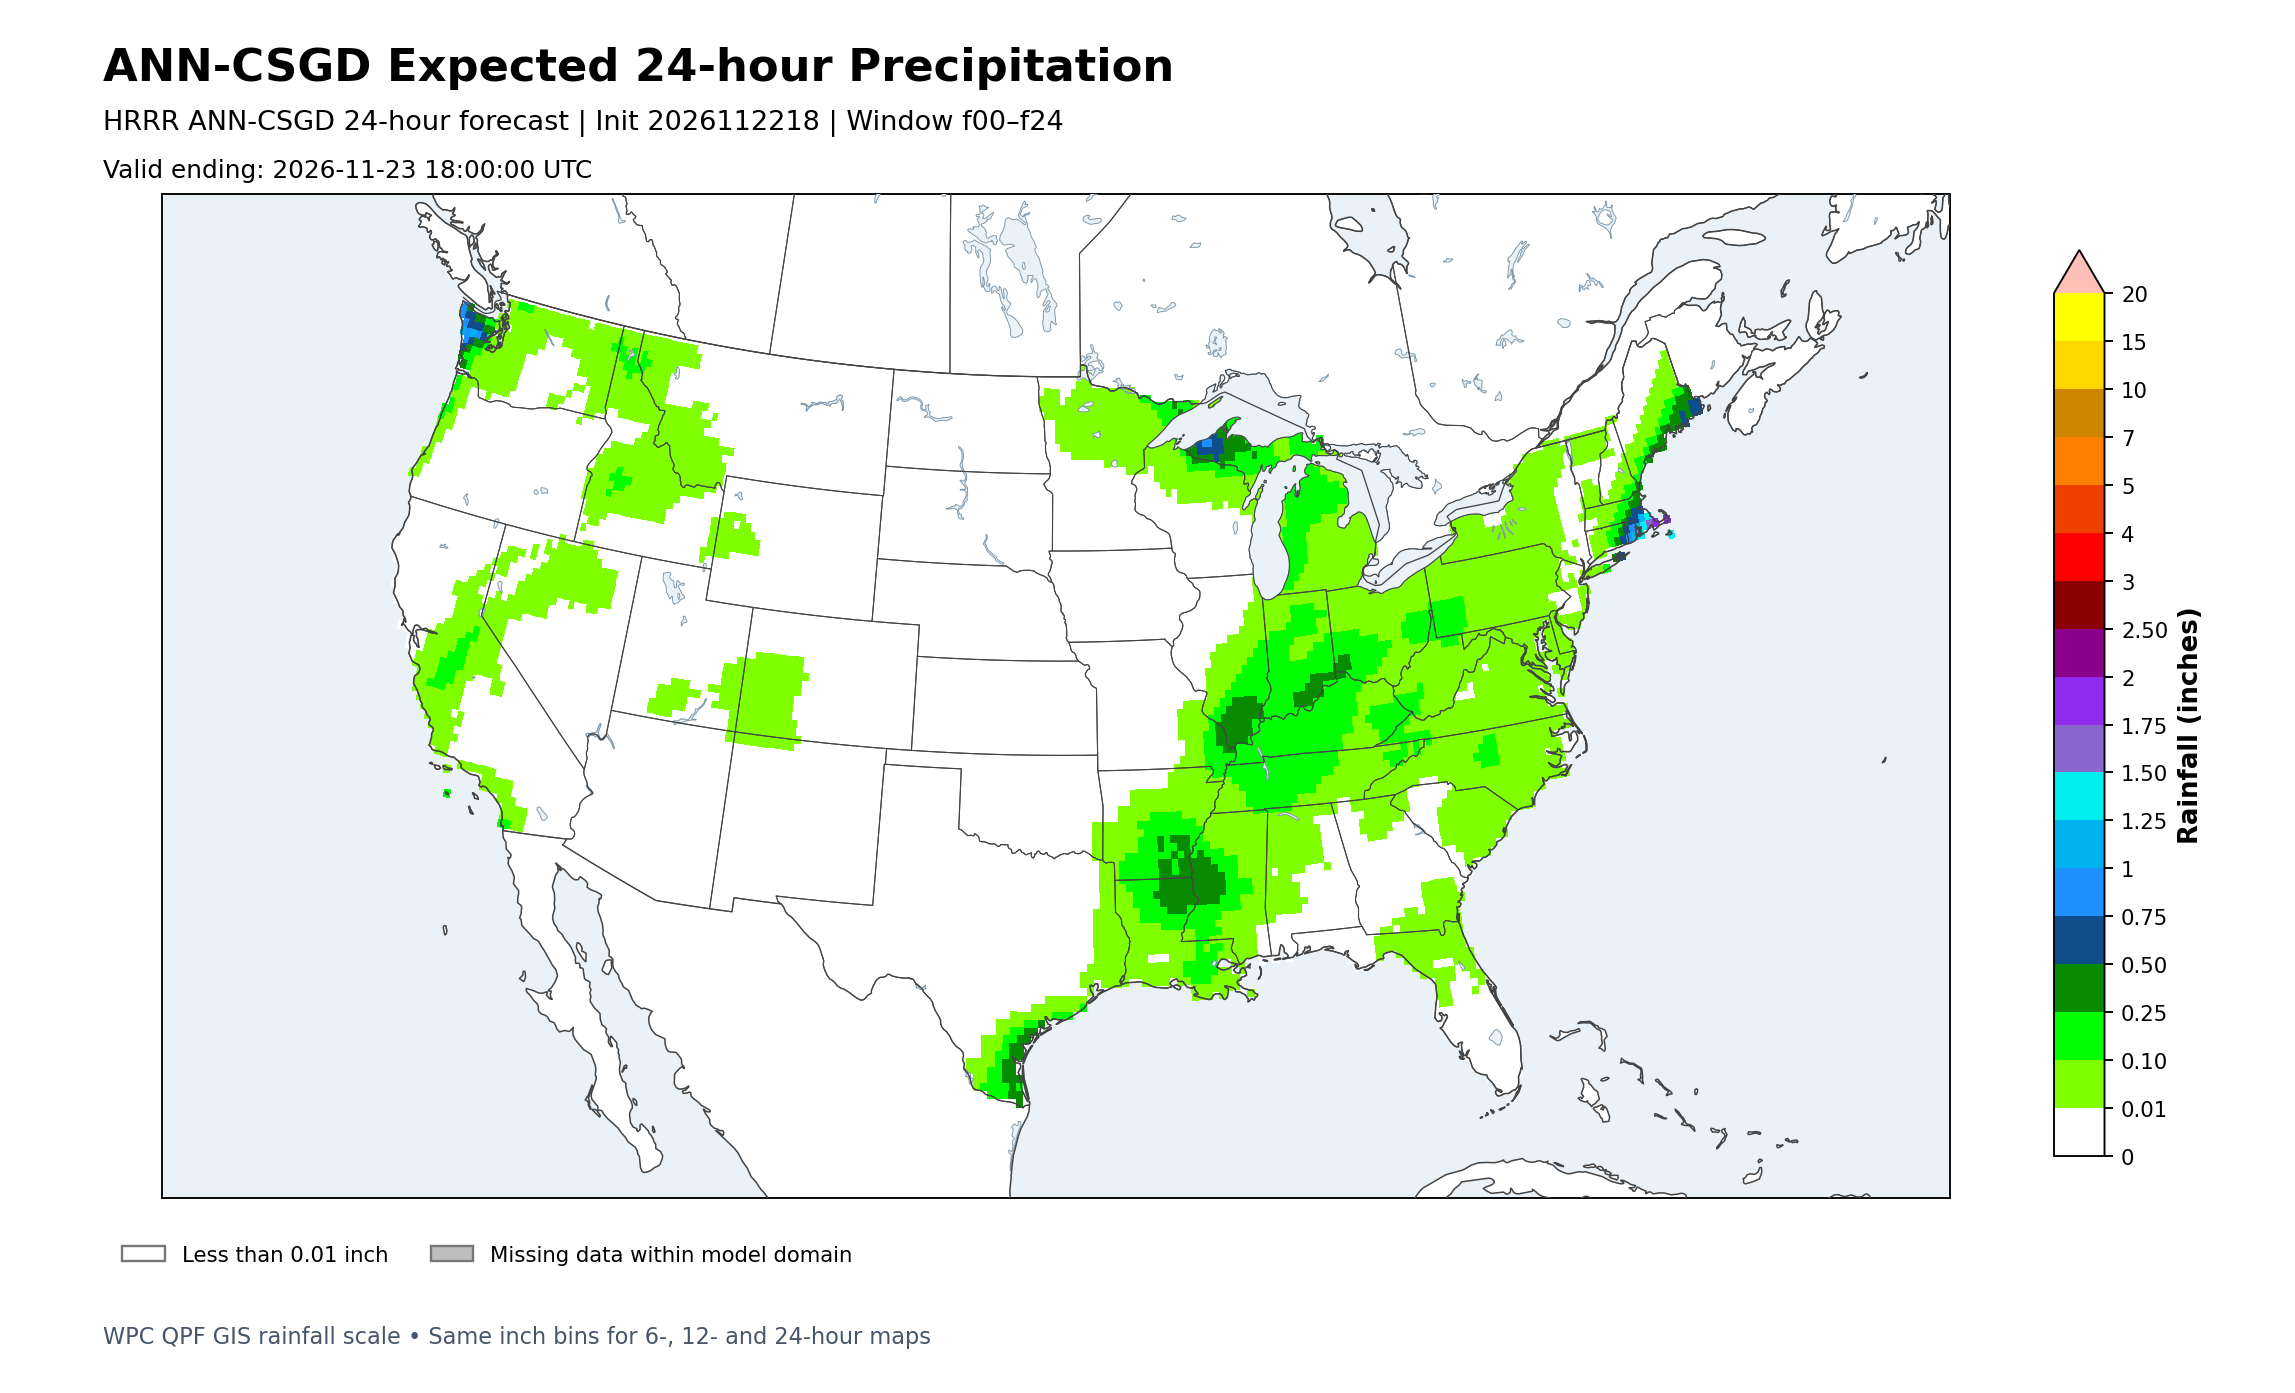 ANN-CSGD Expected 24-hour Precipitation
HRRR ANN-CSGD 24-hour forecast | Init 2026112218 | Window f00–f24
Valid ending: 2026-11-23 18:00:00 UTC
20
15
10
7
5
4
3
2.50
2
1.75
1.50
1.25
1
0.75
0.50
0.25
0.10
0.01
0
Rainfall (inches)
Less than 0.01 inch
Missing data within model domain
WPC QPF GIS rainfall scale • Same inch bins for 6-, 12- and 24-hour maps